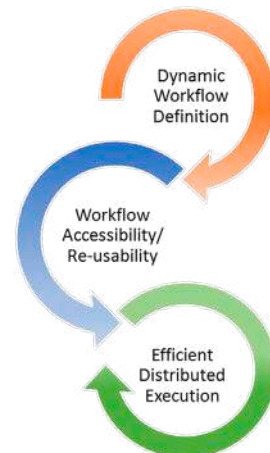 Dynamic
Workflow
Definition
Workflow
Accessibility/
Re-usability
Efficient
Distributed
Execution